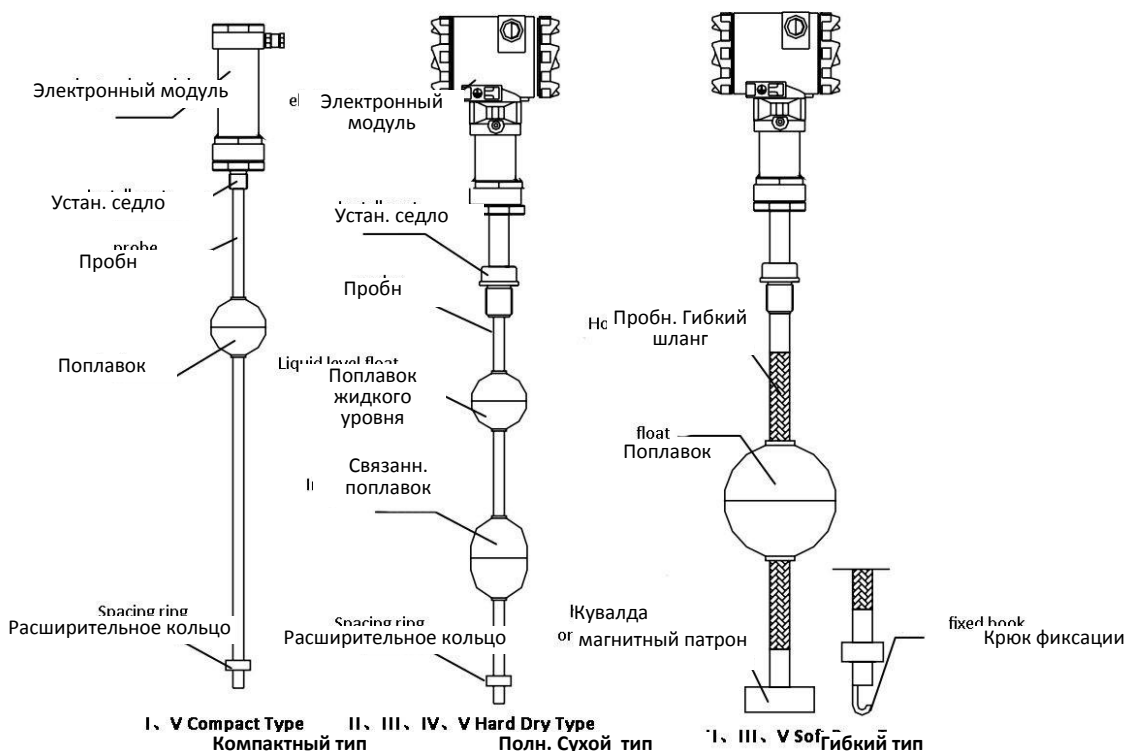 Электронный модуль
Устан. седло
probe
Пробн
Поплавок
Spacing ring
Расширительное кольцо
I、V Compact Type
Компактный тип
Электронный
модуль
Устан. седло
Пробн
Liquid level float
Поплавок
жидкого
уровня
Связанн.
поплавок
Spacing ring
Расширительное кольцо
II、III、IV、V Hard Dry Type
Полн. Сухой тип
Пробн. Гибкий
шланг
float
Поплавок
Кувалда
or магнитный патрон
fixed hook
Крюк фиксации
I、III、V
Гибкий тип